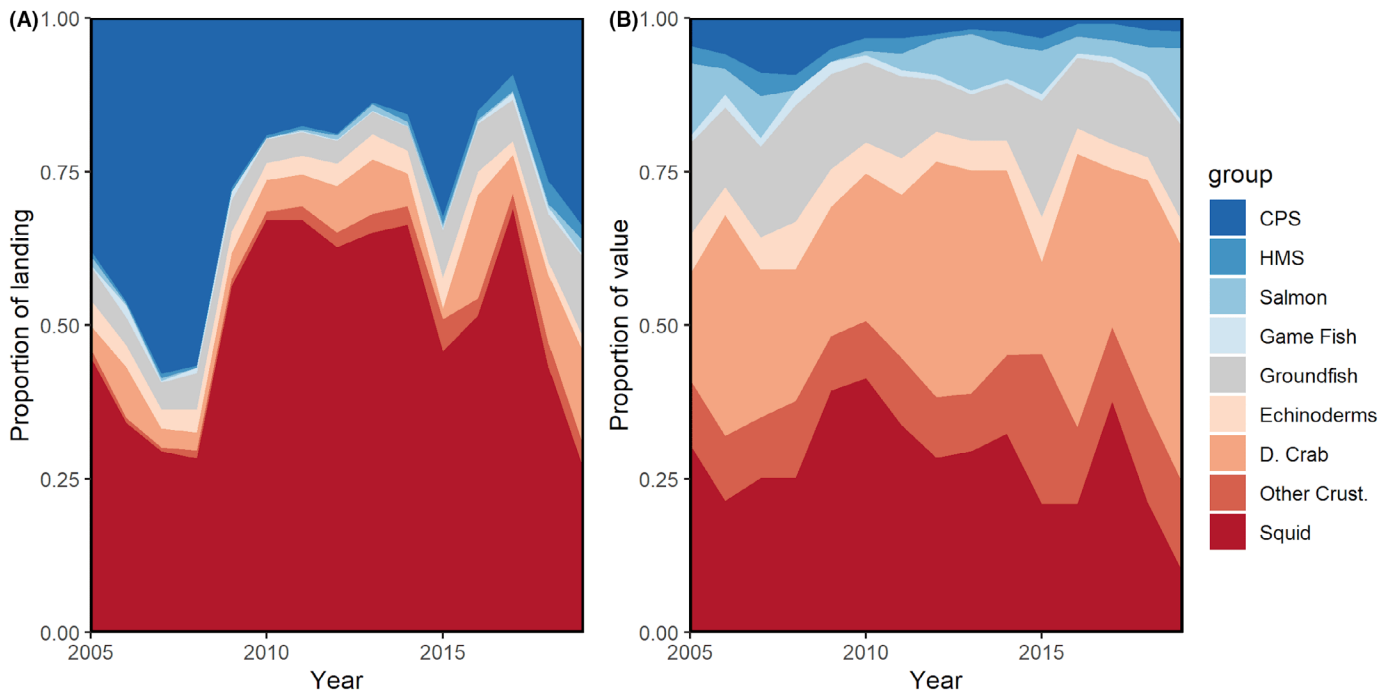 (A)
1.00
0.75
0.50
0.25
0.00
Proportion of landing
2005
2010
2015
Year
(B)
1.00
0.75
0.50
0.25
0.00
Proportion of value
2005
2010
2015
Year
group
CPS
HMS
Salmon
Game Fish
Groundfish
Echinoderms
D. Crab
Other Crust.
Squid